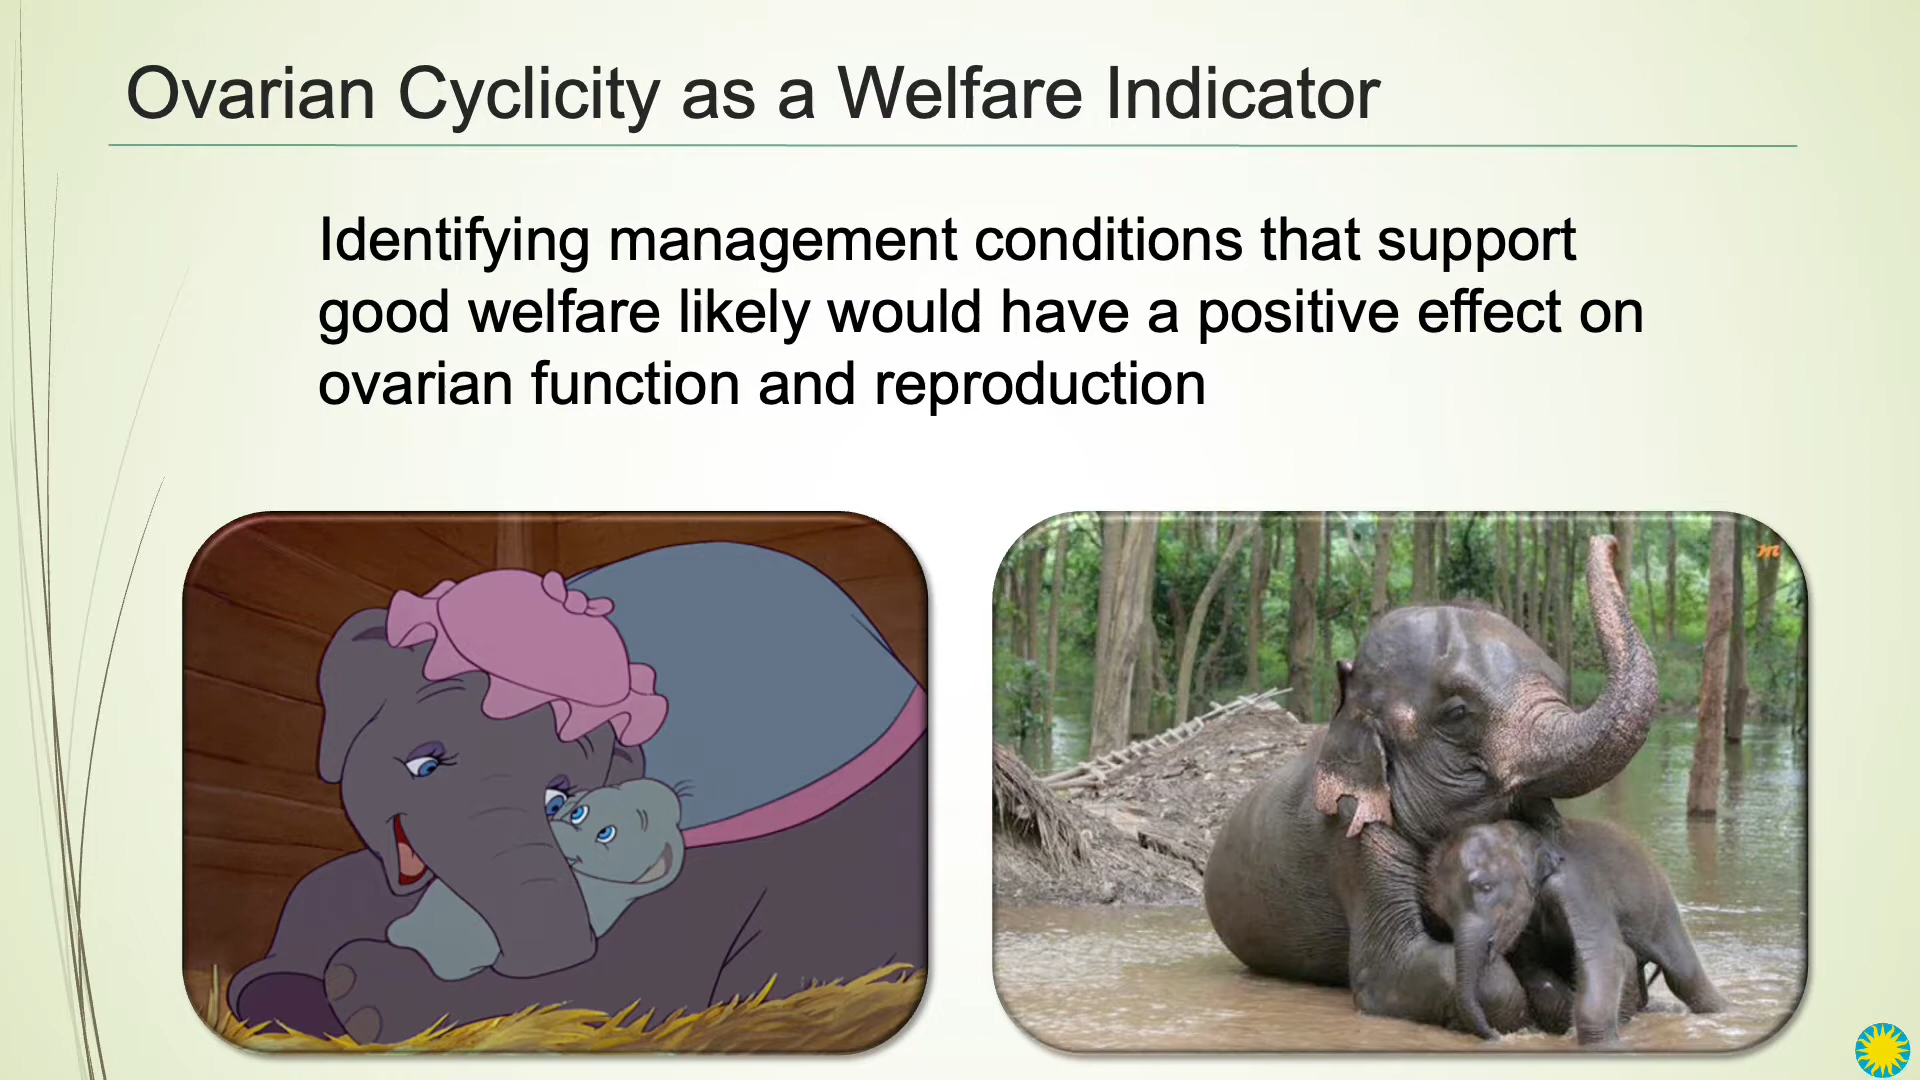 Ovarian Cyclicity as a Welfare Indicator
Identifying management conditions that support
good welfare likely would have a positive effect on
ovarian function and reproduction
m